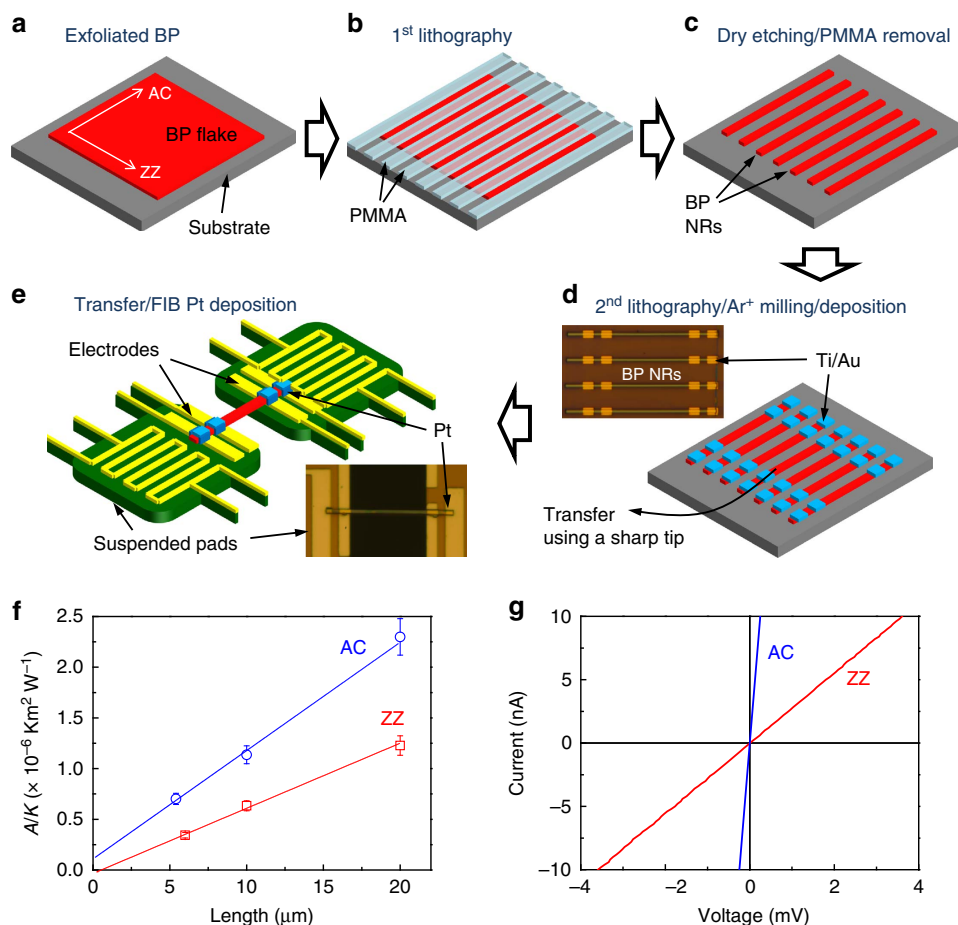 a
Exfoliated BP
AC
BP flake
ZZ
Substrate
b
1st lithography
PMMA
c
Dry etching/PMMA removal
BP
NRs
d
2nd lithography/Ar+ milling/deposition
BP NRs
Ti/Au
Transfer
using a sharp tip
e
Transfer/FIB Pt deposition
Electrodes
Pt
Suspended pads
f
2.5
2.0
1.5
1.25
0.5
0.0
A/K (× 10−6 Km2 W−1)
AC
ZZ
0
5
10
15
20
Length (μm)
g
10
5
0
−5
−10
Current (nA)
AC
ZZ
−4
−2
0
2
4
Voltage (mV)